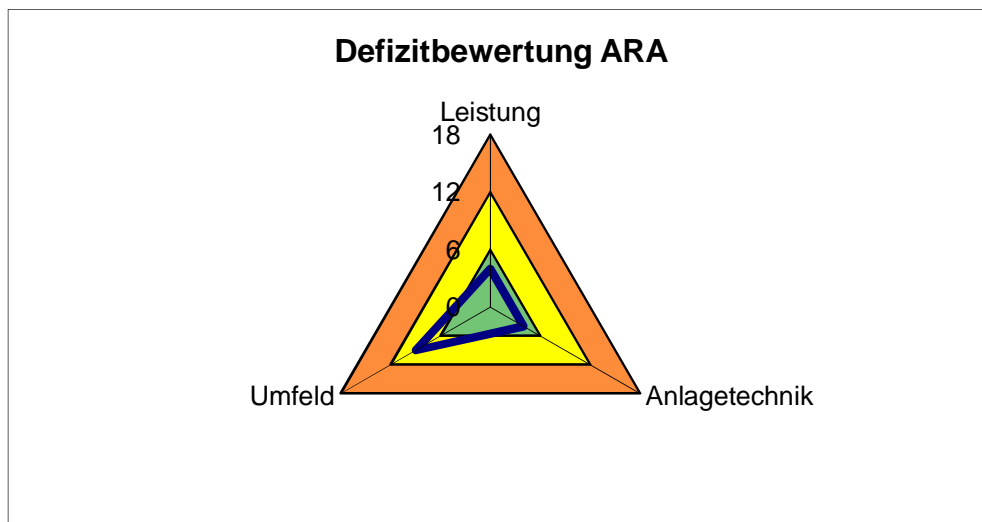 Defizitbewertung ARA
Leistung
18
12
6
0
Umfeld
Anlagetechnik